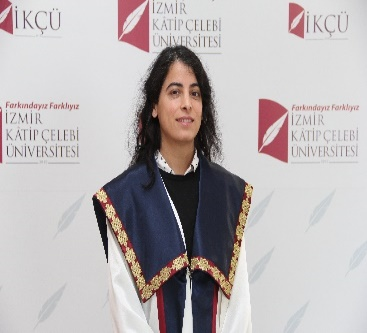 İZMİR
KÂTİP ÇELEBİ
ÜNİVERSİTESİ
İKÇÜ
Farkındayız Farklıyız
İZMİR
KÂTİP ÇELEBİ
ÜNİVERSİTESİ
Farkındayız Farklıyız
İZMİR
KÂTİP ÇELEBİ
ÜNİVERSİTESİ